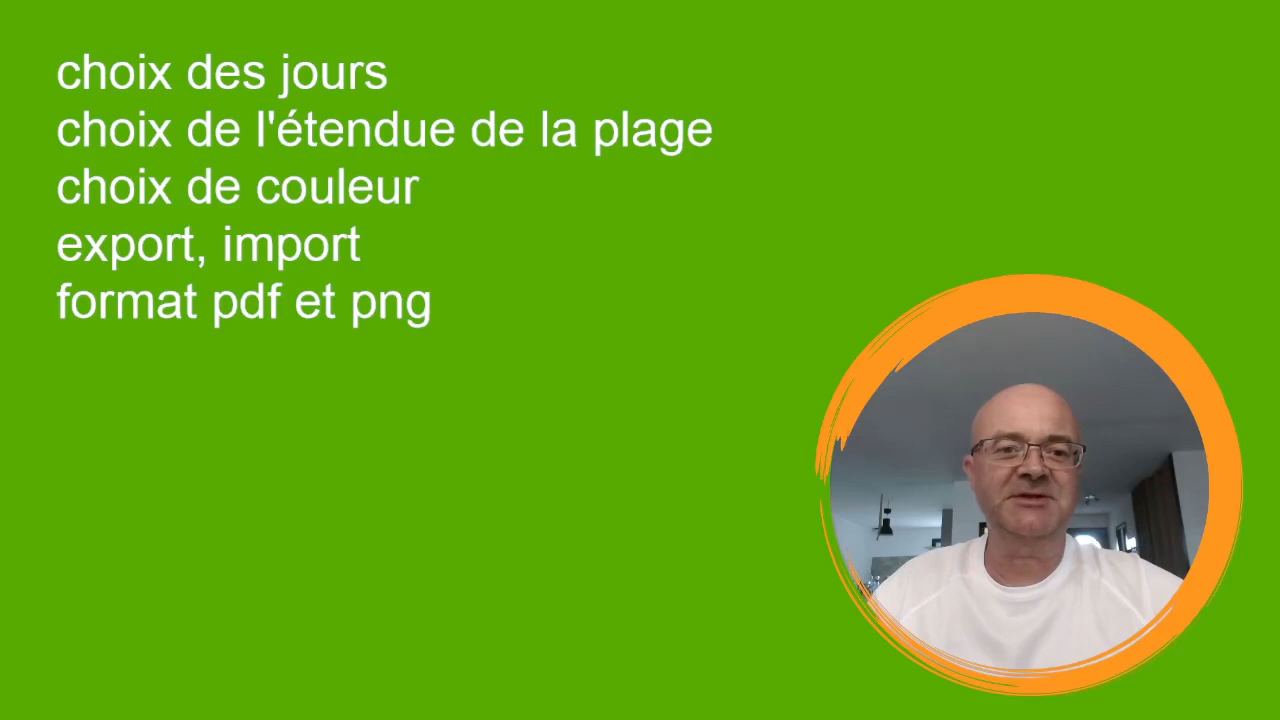 choix des jours
choix de l'étendue de la plage
choix de couleur
export, import
format pdf et png